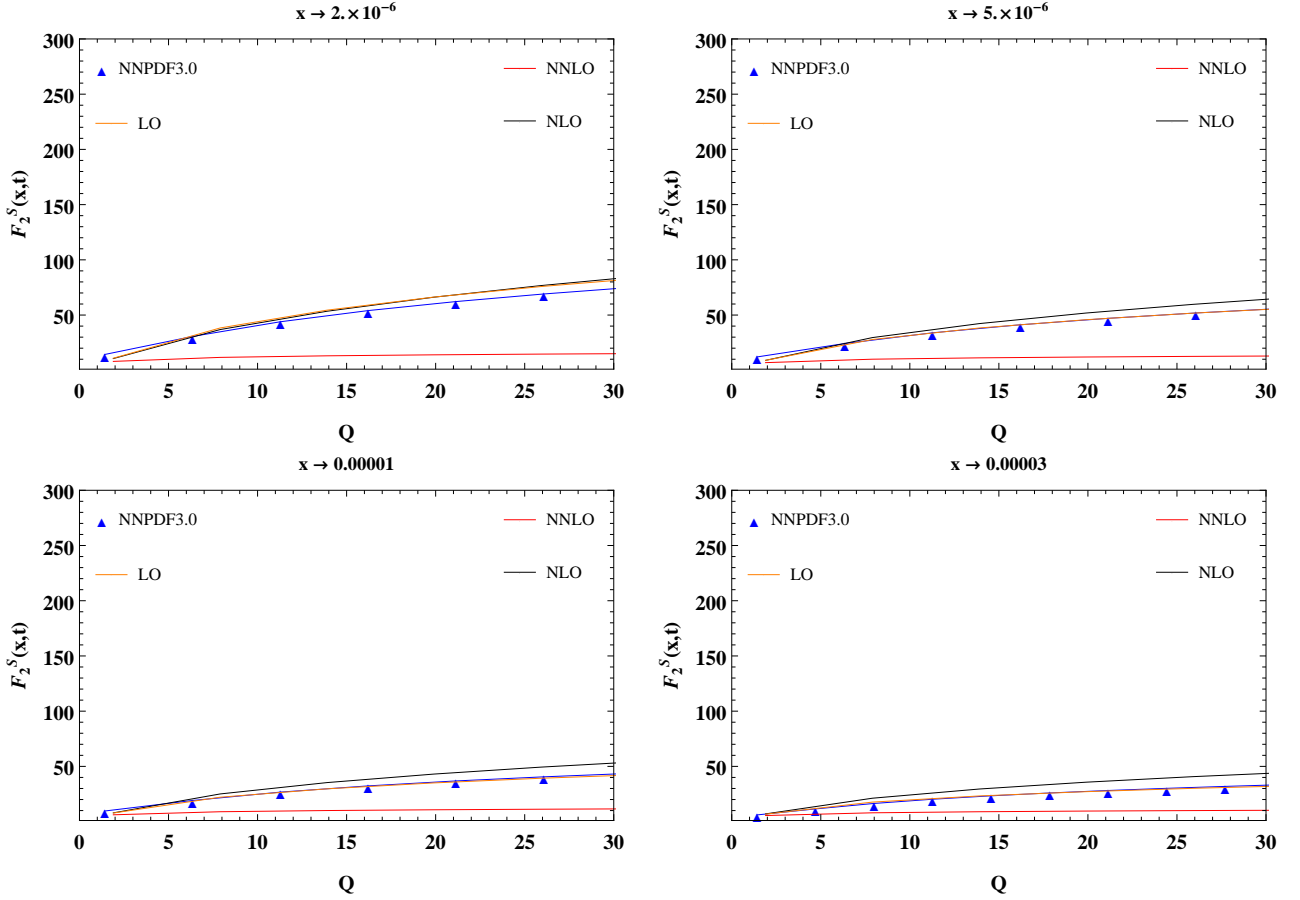 x → 2.×10⁻⁶
300
250
200
150
100
50
F₂ˢ(x,t)
NNPDF3.0
NNLO
LO
NLO
0 5 10 15 20 25 30
Q
x → 5.×10⁻⁶
300
250
200
150
100
50
F₂ˢ(x,t)
NNPDF3.0
NNLO
LO
NLO
0 5 10 15 20 25 30
Q
x → 0.00001
300
250
200
150
100
50
F₂ˢ(x,t)
NNPDF3.0
NNLO
LO
NLO
0 5 10 15 20 25 30
Q
x → 0.00003
300
250
200
150
100
50
F₂ˢ(x,t)
NNPDF3.0
NNLO
LO
NLO
0 5 10 15 20 25 30
Q